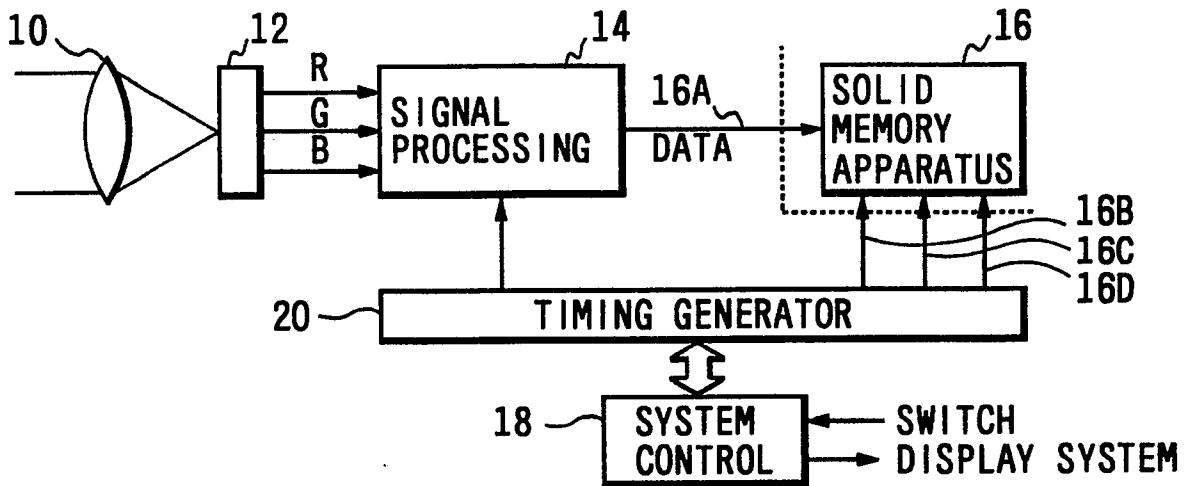 10
12
R
G
B
14
SIGNAL
PROCESSING
16A
DATA
16
SOLID
MEMORY
APPARATUS
16B
16C
16D
20
TIMING GENERATOR
18
SYSTEM
CONTROL
SWITCH
DISPLAY SYSTEM